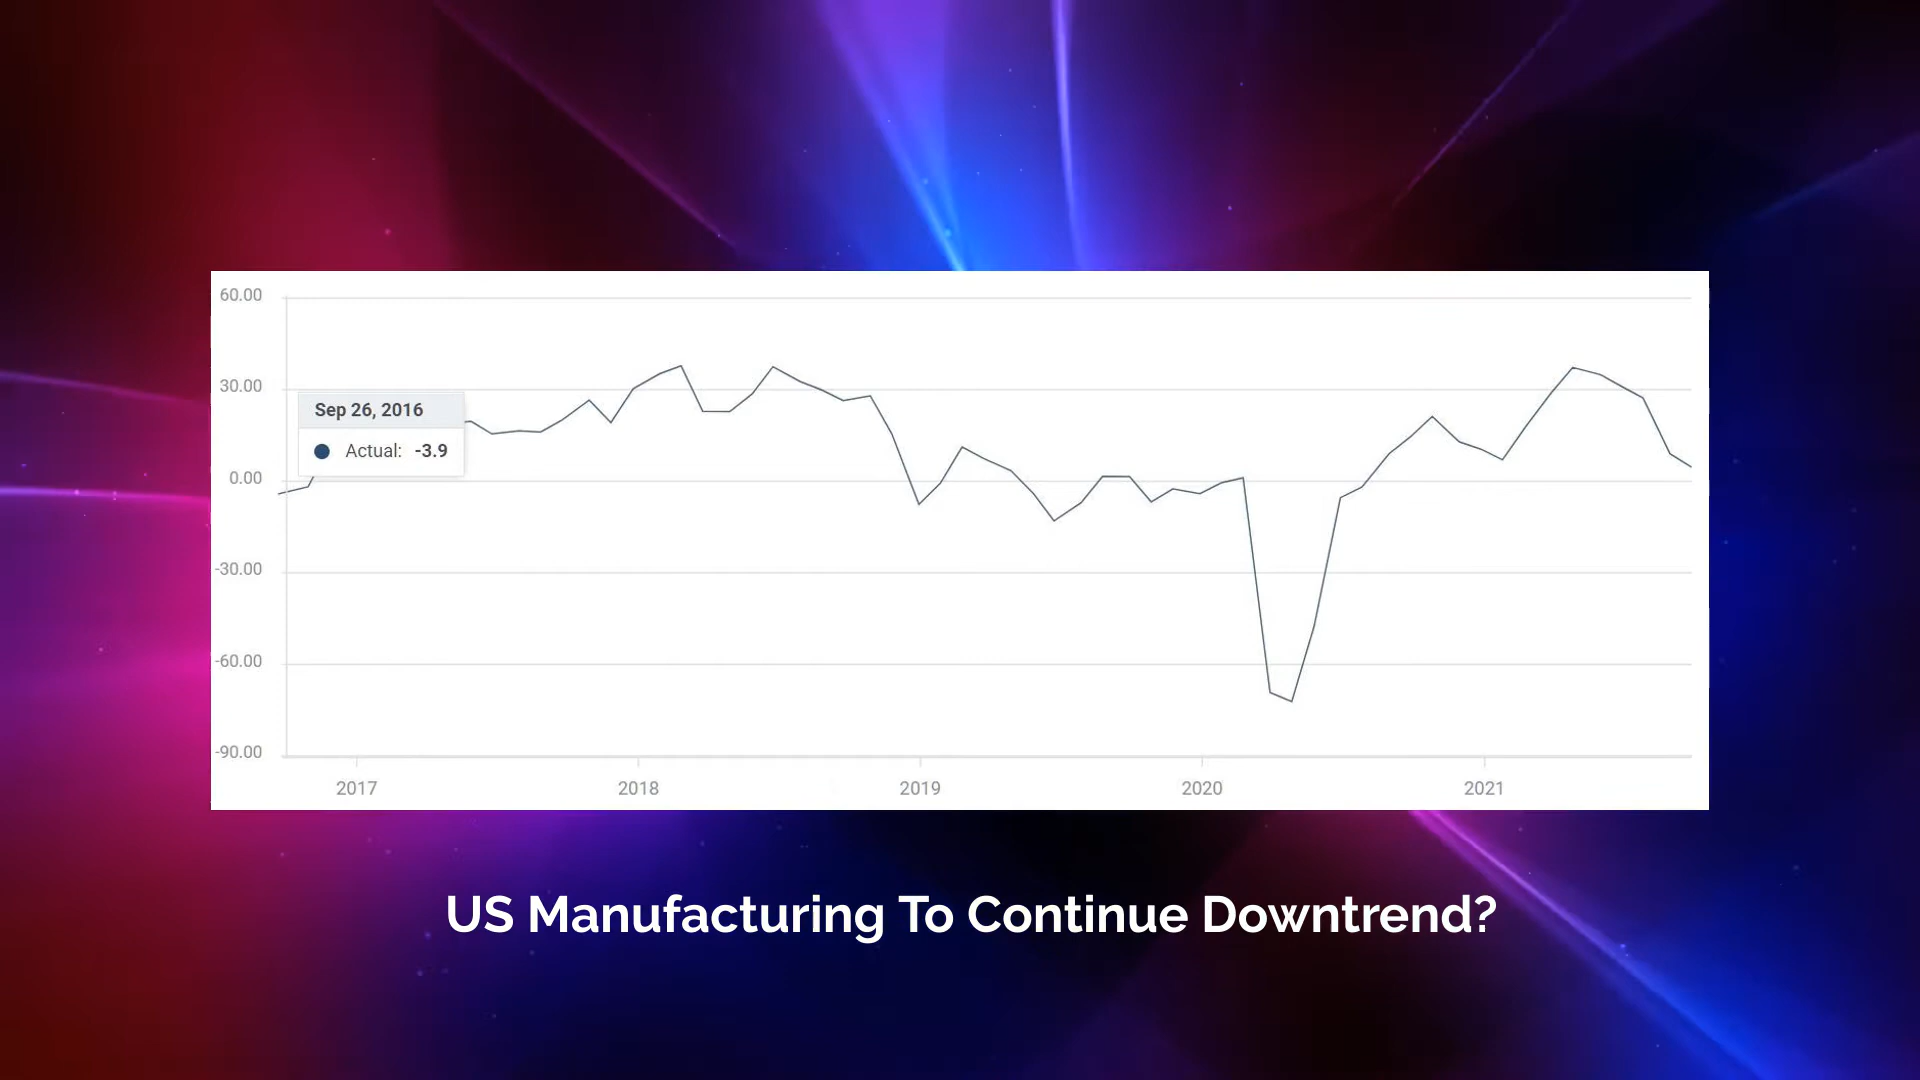 60.00
30.00
Sep 26, 2016
Actual: -3.9
0.00
-30.00
-60.00
-90.00
2017 2018 2019 2020 2021
US Manufacturing To Continue Downtrend?